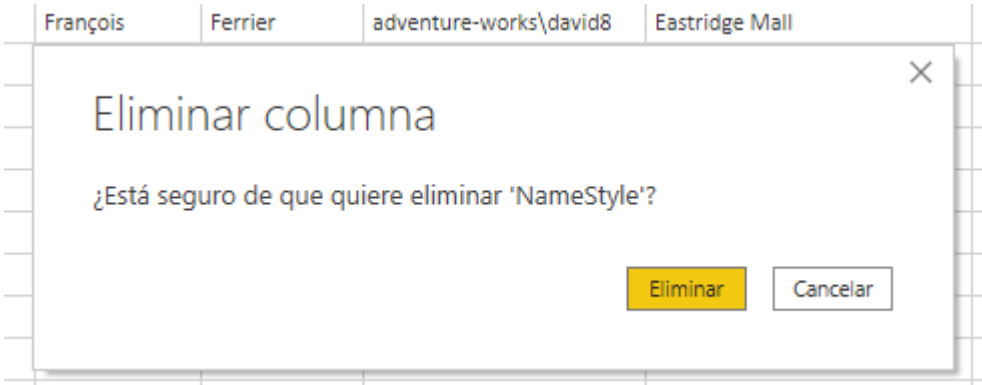 François Ferrier adventure-works\david8 Eastridge Mall
Eliminar columna
¿Está seguro de que quiere eliminar 'NameStyle'?
Eliminar Cancelar